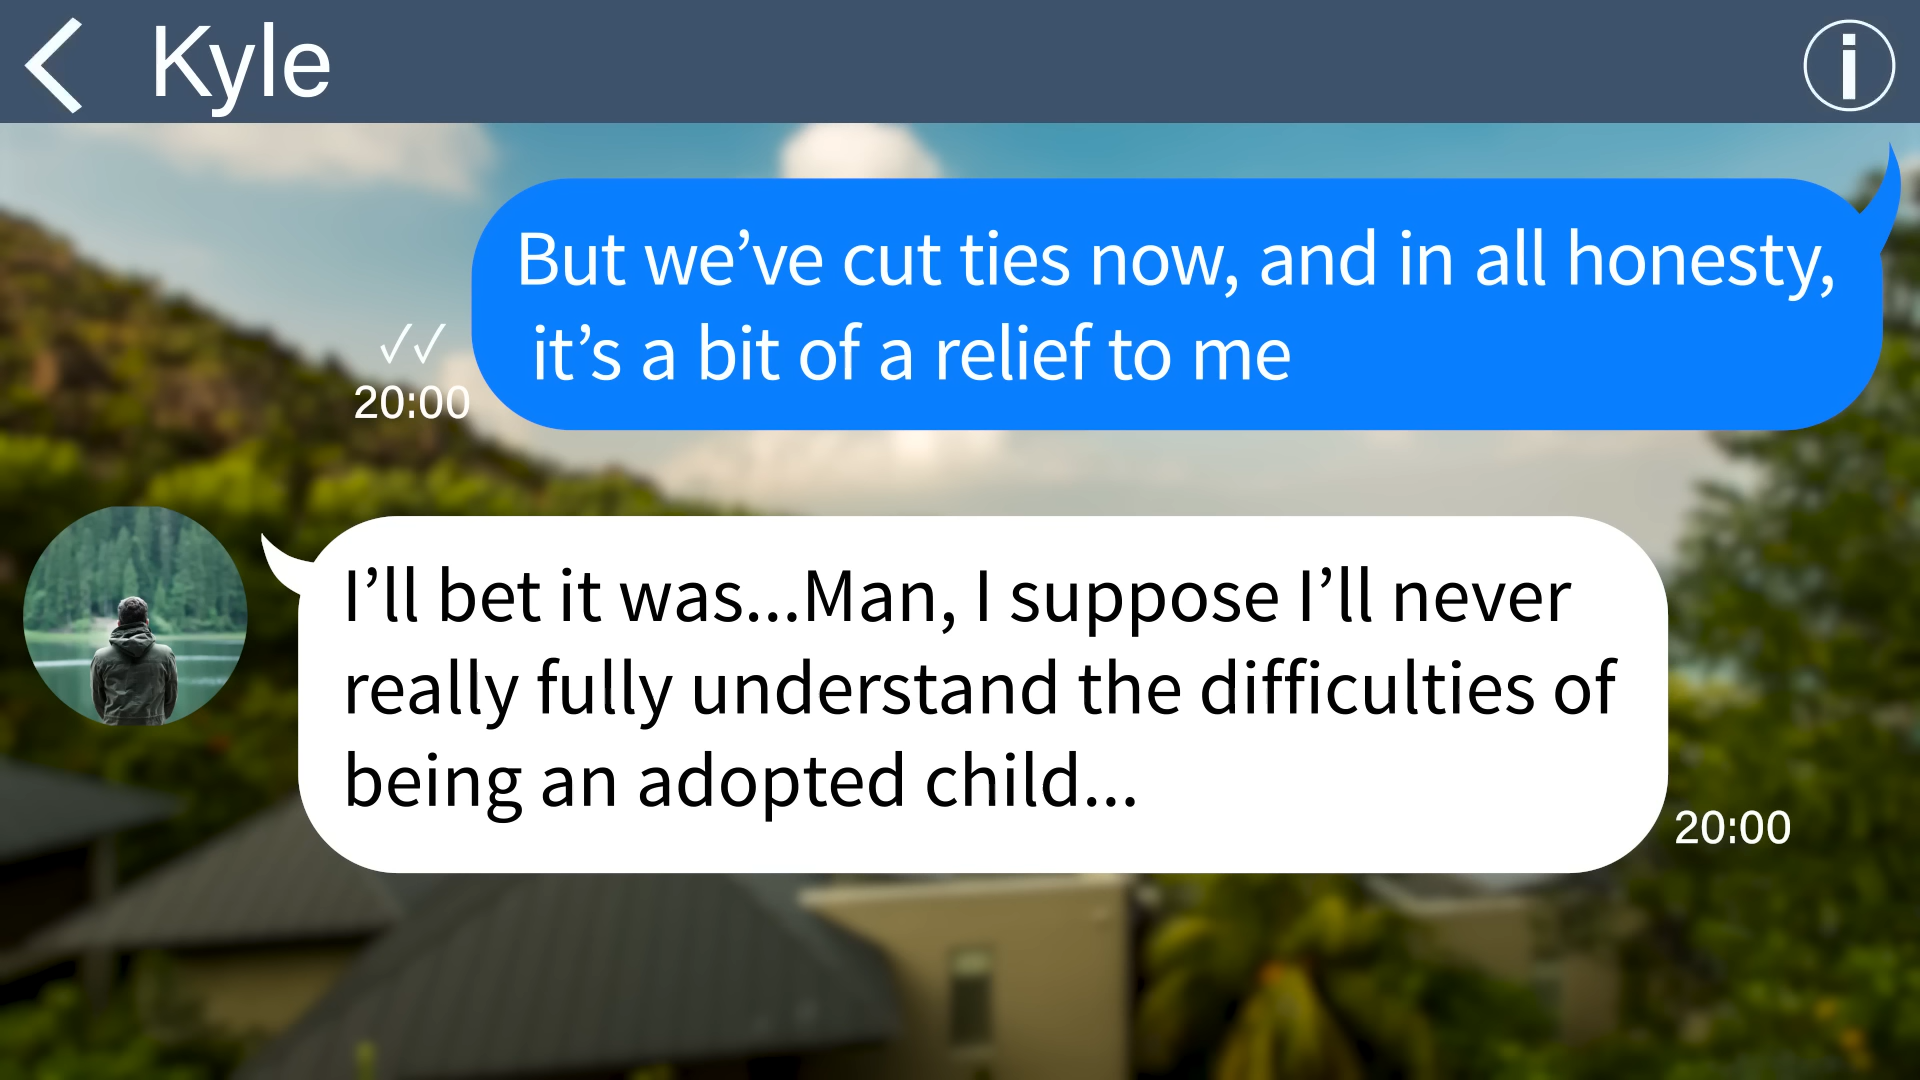 Kyle
i
But we’ve cut ties now, and in all honesty,
it’s a bit of a relief to me
20:00
I’ll bet it was...Man, I suppose I’ll never
really fully understand the difficulties of
being an adopted child...
20:00